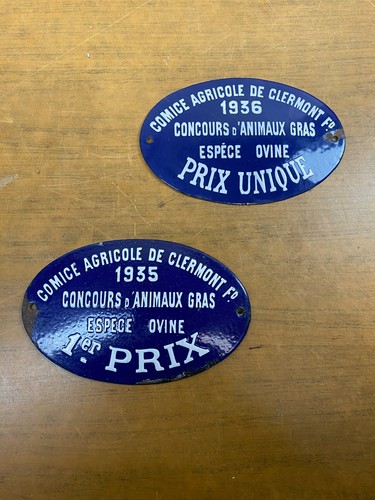 COMICE AGRICOLE DE CLERMONT FD
1936
CONCOURS D'ANIMAUX GRAS
ESPÈCE OVINE
PRIX UNIQUE
COMICE AGRICOLE DE CLERMONT FD.
1935
CONCOURS D'ANIMAUX GRAS
ESPÈCE OVINE
1er PRIX